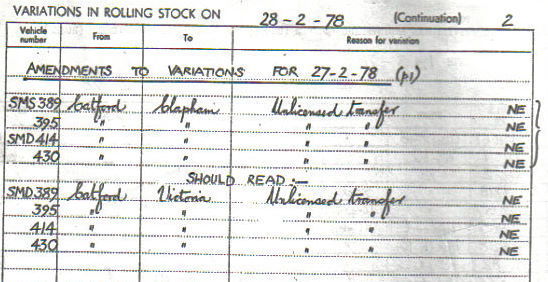 VARIATIONS IN ROLLING STOCK ON 28-2-78 (Continuation) 2
Vehicle number From To Reason for variation
AMENDMENTS TO VARIATIONS FOR 27-2-78 (p1)
SMS 389 Catford Clapham Unlicensed transfer NE
395 " " " " NE
SMD 414 " " " " NE
430 " " " " NE
SHOULD READ :—
SMD 389 Catford Victoria Unlicensed transfer NE
395 " " " " NE
414 " " " " NE
430 " " " " NE